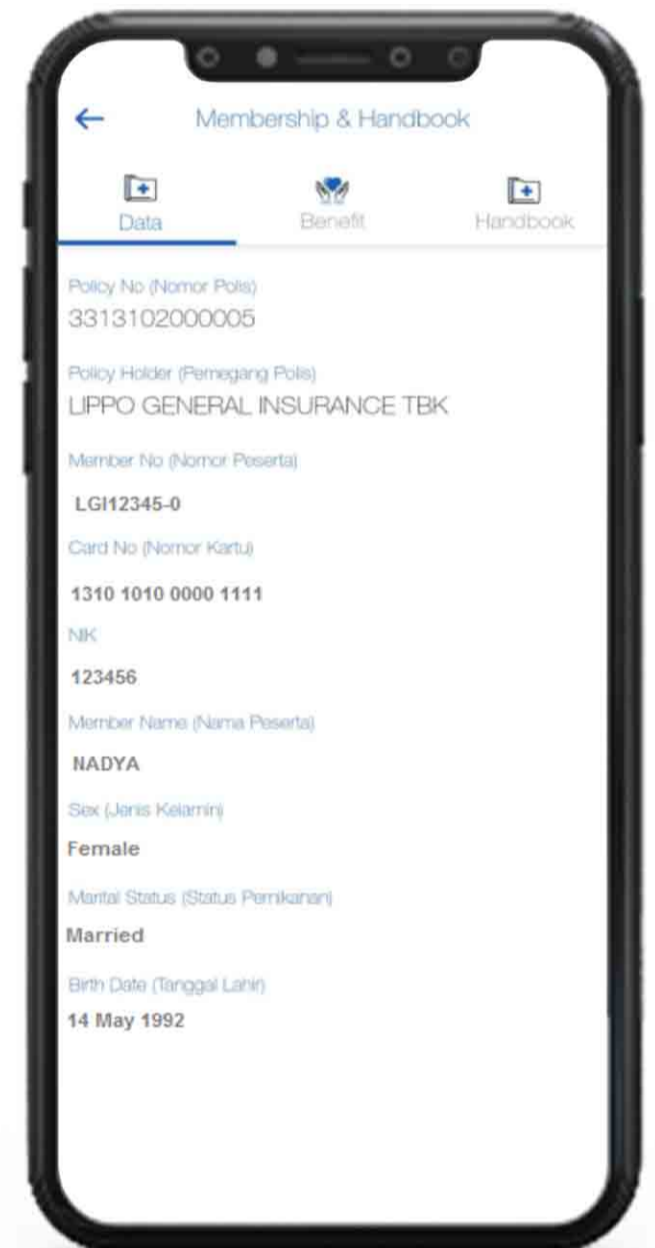 Membership & Handbook
Data
Benefit
Handbook
Policy No (Nomor Polis)
3313102000005
Policy Holder (Pemegang Polis)
LIPPO GENERAL INSURANCE TBK
Member No (Nomor Peserta)
LGI12345-0
Card No (Nomor Kartu)
1310 1010 0000 1111
NIK
123456
Member Name (Nama Peserta)
NADYA
Sex (Jenis Kelamin)
Female
Marital Status (Status Pernikahan)
Married
Birth Date (Tanggal Lahir)
14 May 1992